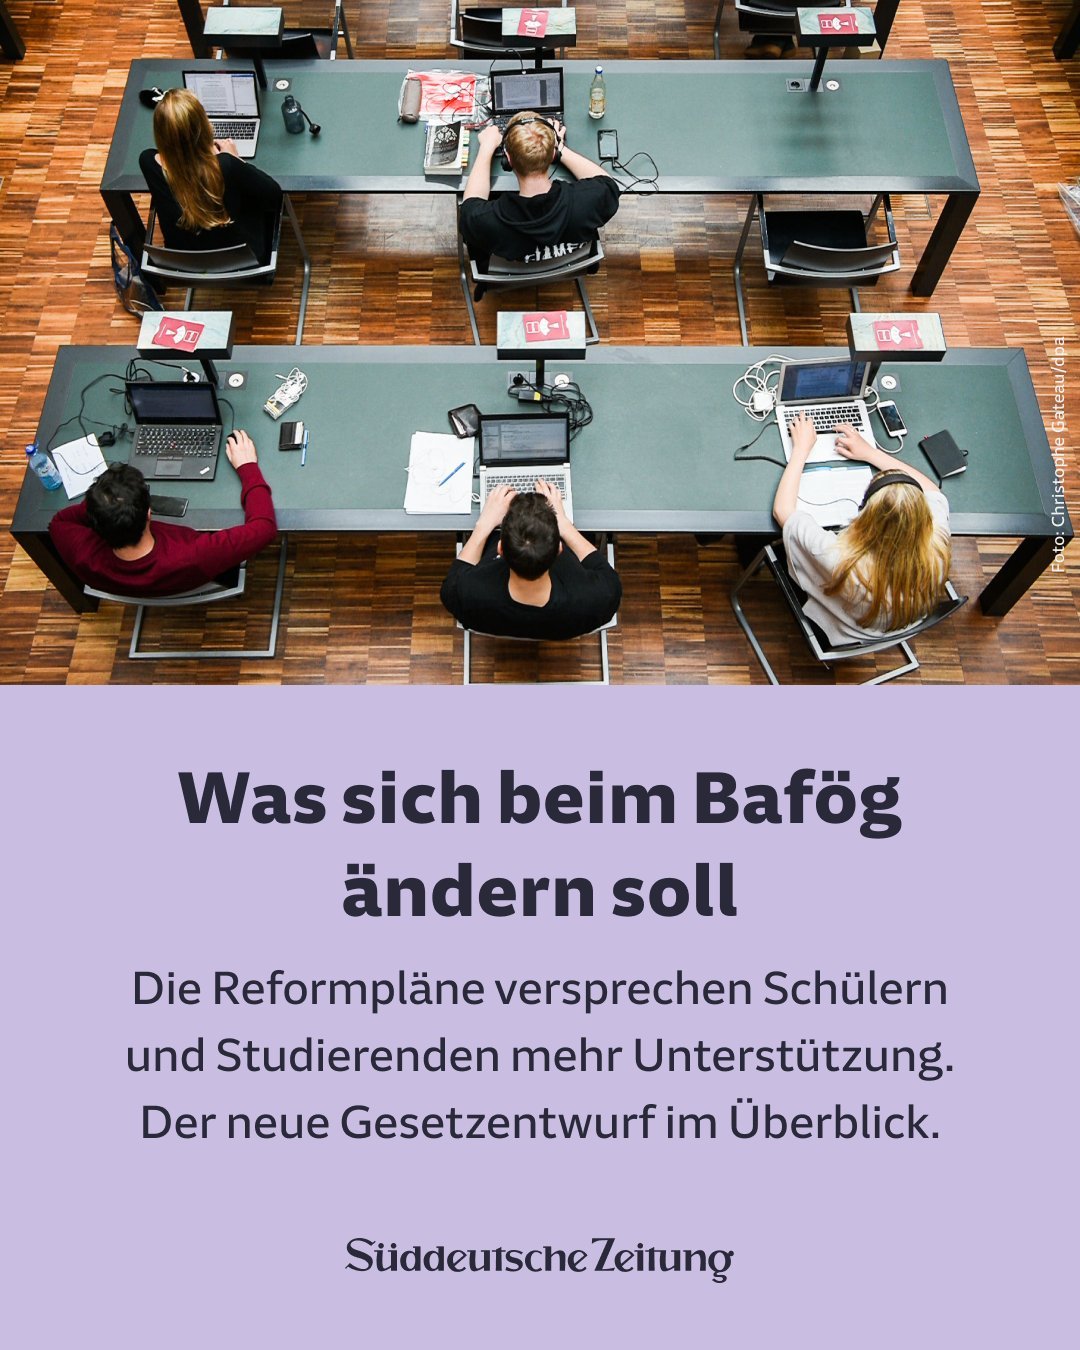 Foto: Christophe Gateau/dpa
Was sich beim Bafög
ändern soll
Die Reformpläne versprechen Schülern
und Studierenden mehr Unterstützung.
Der neue Gesetzentwurf im Überblick.
Süddeutsche Zeitung